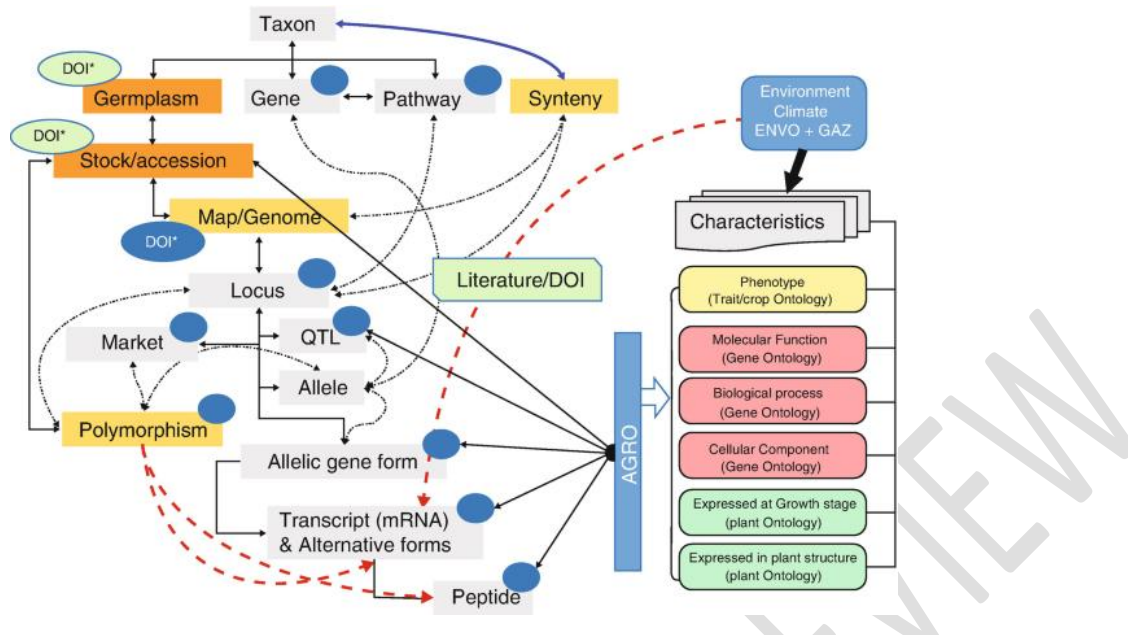 Taxon
DOI*
Germplasm
Gene
Pathway
Synteny
DOI*
Stock/accession
Map/Genome
DOI*
Locus
Market
QTL
Allele
Polymorphism
Allelic gene form
Transcript (mRNA)
& Alternative forms
Peptide
Literature/DOI
AGRO
Environment
Climate
ENVO + GAZ
Characteristics
Phenotype
(Trait/crop Ontology)
Molecular Function
(Gene Ontology)
Biological process
(Gene Ontology)
Cellular Component
(Gene Ontology)
Expressed at Growth stage
(plant Ontology)
Expressed in plant structure
(plant Ontology)
VIEW